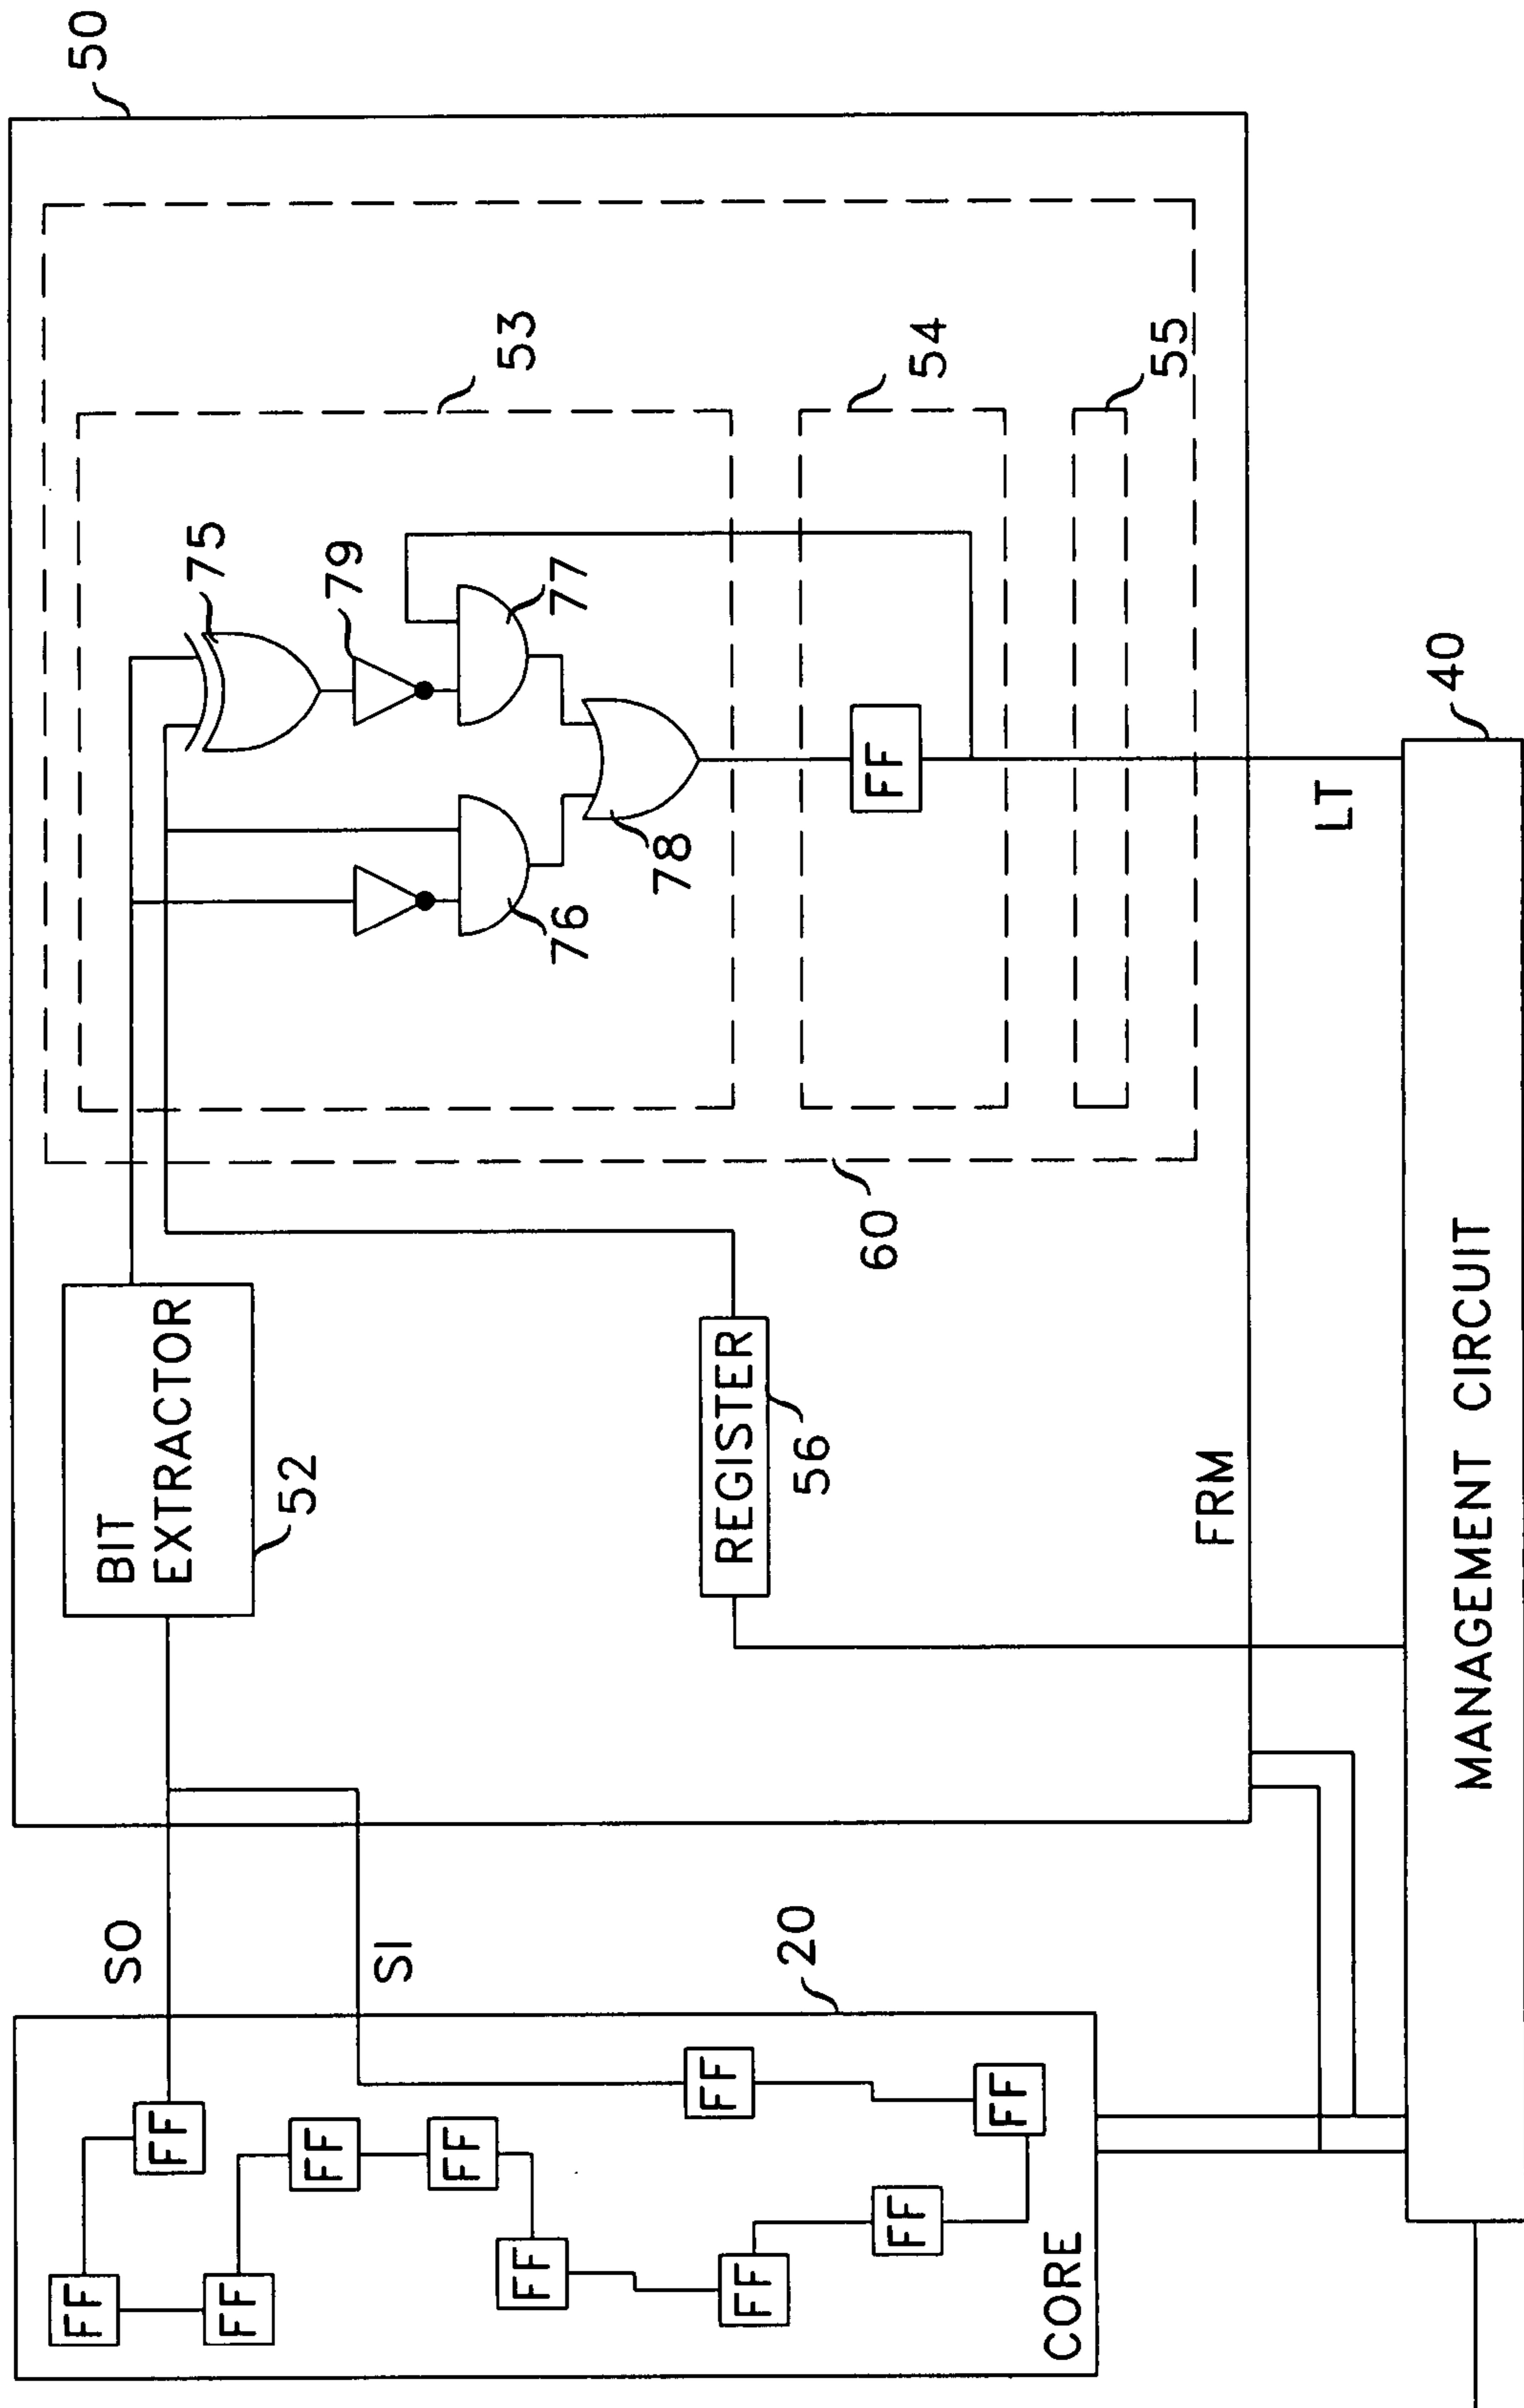 FF
FF
FF
FF
FF
FF
FF
FF
FF
FF
CORE
20
SO
SI
50
BIT
EXTRACTOR
52
REGISTER
56
FRM
75
79
77
76
78
53
FF
54
55
60
LT
MANAGEMENT CIRCUIT
40